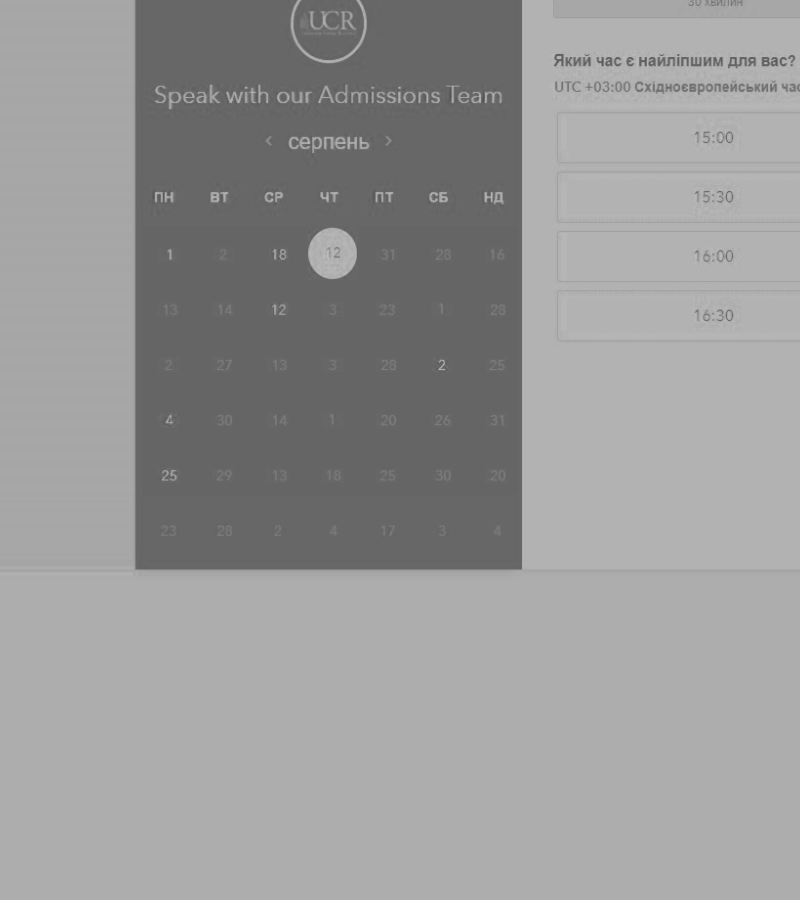 UCR
Speak with our Admissions Team
‹ серпень ›
ПН ВТ СР ЧТ ПТ СБ НД
1 2 18 12 31 28 16
13 14 12 3 23 1 28
2 27 13 3 28 2 25
4 30 14 1 20 26 31
25 29 13 18 25 30 20
23 28 2 4 17 3 4
30 хвилин
Який час є найліпшим для вас?
UTC +03:00 Східноєвропейський
15:00
15:30
16:00
16:30